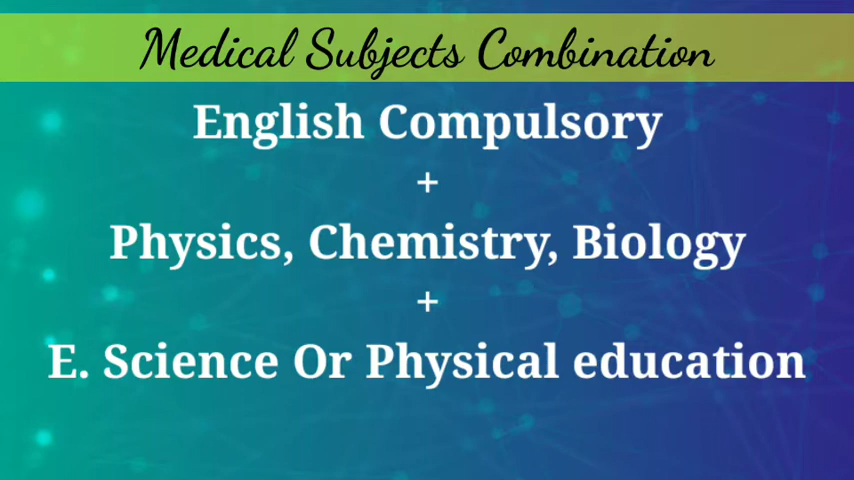 Medical Subjects Combination
English Compulsory
+
Physics, Chemistry, Biology
+
E. Science Or Physical education